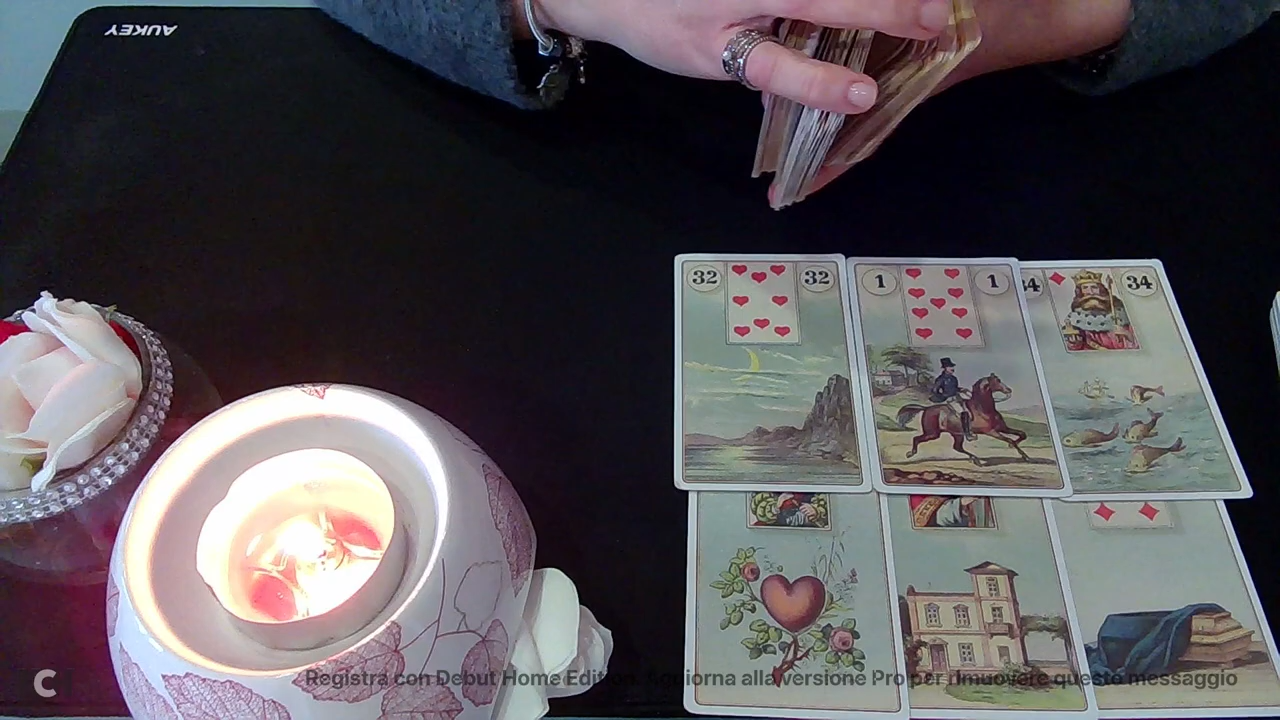 AUKEY
32 32
1 1
34 34
Registra con Debut Home Edition. Aggiorna alla versione Pro per rimuovere questo messaggio
C